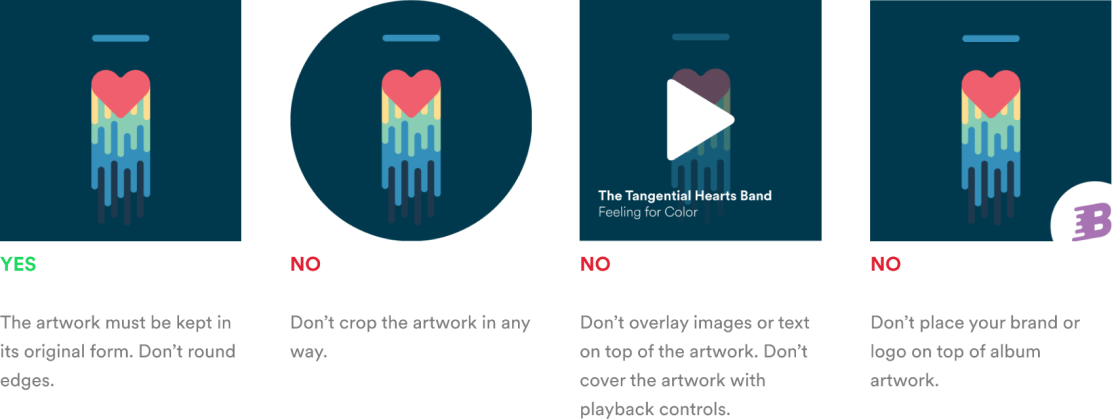 The Tangential Hearts Band
Feeling for Color
B
YES
The artwork must be kept in
its original form. Don’t round
edges.
NO
Don’t crop the artwork in any
way.
NO
Don’t overlay images or text
on top of the artwork. Don’t
cover the artwork with
playback controls.
NO
Don’t place your brand or
logo on top of album
artwork.